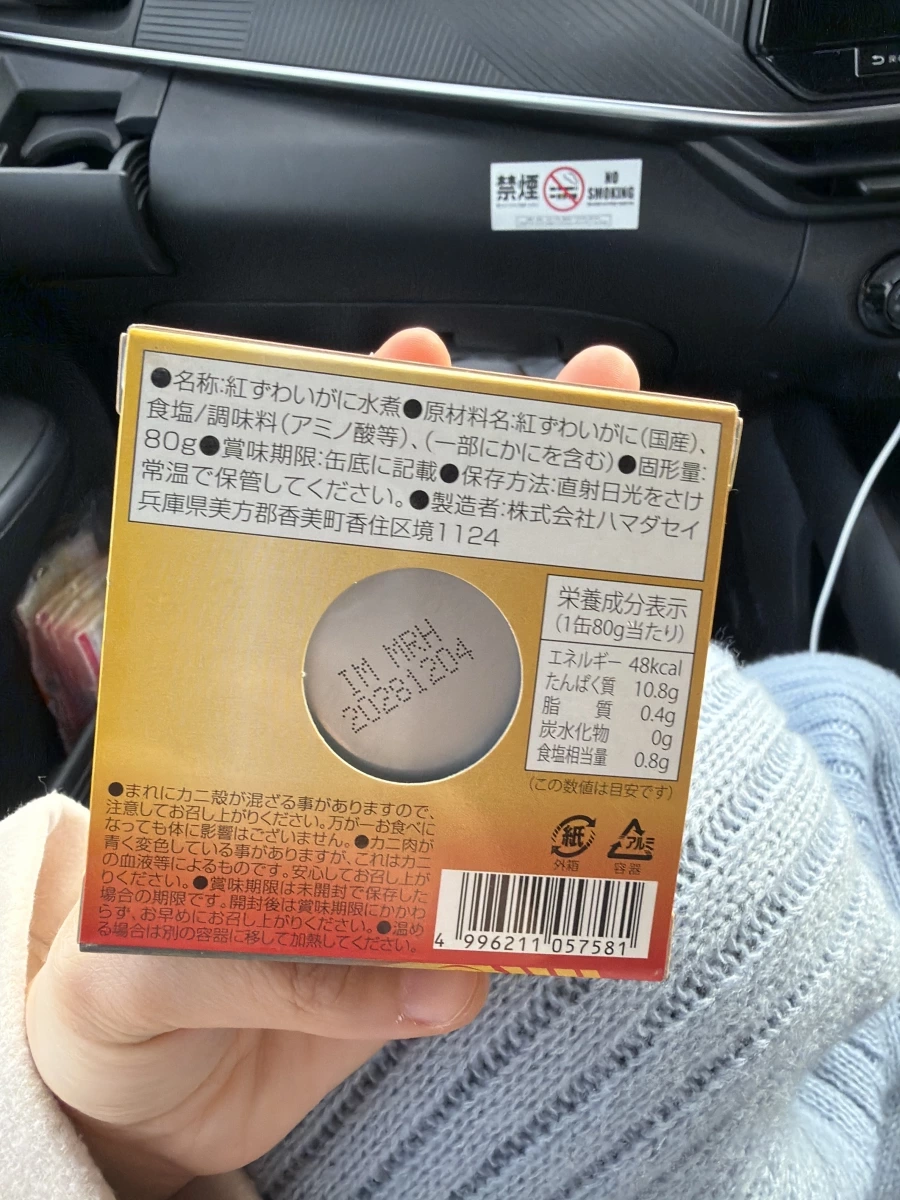 禁煙
NO
SMOKING
●名称:紅ずわいがに水煮●原材料名:紅ずわいがに(国産)、
食塩/調味料(アミノ酸等)、(一部にかにを含む)●固形量:
80g●賞味期限:缶底に記載●保存方法:直射日光をさけ
常温で保管してください。●製造者:株式会社ハマダセイ
兵庫県美方郡香美町香住区境1124
IM MRH
20281204
栄養成分表示
(1缶80g当たり)
エネルギー 48kcal
たんぱく質 10.8g
脂 質 0.4g
炭水化物 0g
食塩相当量 0.8g
(この数値は目安です)
●まれにカニ殻が混ざる事がありますので、
注意してお召し上がりください。万が一お食べに
なっても体に影響はございません。●カニ肉が
青く変色している事がありますが、これはカニ
の血液等によるものです。安心してお召し上が
りください。●賞味期限は未開封で保存した
場合の期限です。開封後は賞味期限にかかわ
らず、お早めにお召し上がりください。●温め
る場合は別の容器に移して加熱してください。
紙
外箱
アルミ
容器
4 996211 057581